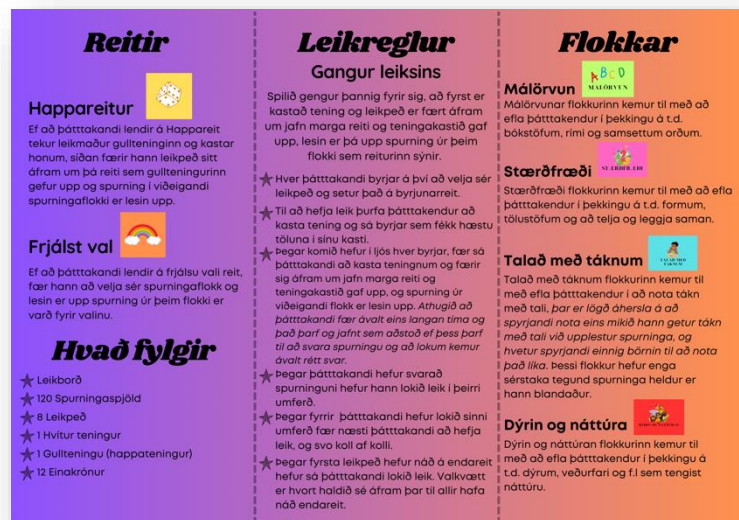 Reitir
Happareitur
Ef að þátttakandi lendir á Happareit
tekur leikmaður gullteninginn og kastar
honum, síðan færir hann leikpeð sitt
áfram um þá reiti sem gullteningurinn
gefur upp og spurning í viðeigandi
spurningaflokki er lesin upp.
Frjálst val
Ef að þátttakandi lendir á frjálsu vali reit,
fær hann að velja sér spurningaflokk og
lesin er upp spurning úr þeim flokki er
varð fyrir valinu.
Hvað fylgir
Leikborð
120 Spurningaspjöld
8 Leikpeð
1 Hvítur teningur
1 Gullteningu (happateningur)
12 Einakrónur
Leikreglur
Gangur leiksins
Spilið gengur þannig fyrir sig, að fyrst er
kastað tening og leikpeð er fært áfram
um jafn marga reiti og teningakastið gaf
upp, lesin er þá upp spurning úr þeim
flokki sem reiturinn sýnir.
Hver þátttakandi byrjar á því að velja sér
leikpeð og setur það á byrjunarreit.
Til að hefja leik þurfa þátttakendur að
kasta tening og sá byrjar sem fékk hæstu
töluna í sínu kasti.
Þegar komið hefur í ljós hver byrjar, fær sá
þátttakandi að kasta teningnum og færir
sig áfram um jafn marga reiti og
teningakastið gaf upp, og spurning úr
viðeigandi flokk er lesin upp. Athugið að
þátttakandi fær ávalt eins langan tíma og
það þarf og jafnt sem aðstoð ef þess þarf
til að svara spurningu og að lokum kemur
ávalt rétt svar.
Þegar þátttakandi hefur svarað
spurninguni hefur hann lokið leik í þeirri
umferð.
Þegar fyrrir þátttakandi hefur lokið sinni
umferð fær næsti þátttakandi að hefja
leik, og svo koll af kolli.
Þegar fyrsta leikpeð hefur náð á endareit
hefur sá þátttakandi lokið leik. Valkvætt
er hvort haldið sé áfram þar til allir hafa
náð endareit.
Flokkar
ABCD
MÁLÖRVUN
Málörvun
Málörvunar flokkurinn kemur til með að
efla þátttakendur í þekkingu á t.d.
bókstöfum, rími og samsettum orðum.
STÆRÐFRÆÐI
Stærðfræði
Stærðfræði flokkurinn kemur til með að efla
þátttakendur í þekkingu á t.d. formum,
tölustöfum og að telja og leggja saman.
TALAÐ MEÐ
TÁKNUM
Talað með táknum
Talað með táknum flokkurinn kemur til
með efla þátttakendur í að nota tákn
með tali, þar er lögð áhersla á að
spyrjandi nota eins mikið hann getur tákn
með tali við upplestur spurninga, og
hvetur spyrjandi einnig börnin til að nota
það líka. Þessi flokkur hefur enga
sérstaka tegund spurninga heldur er
hann blandaður.
DÝRIN OG NÁTTÚRAN
Dýrin og náttúra
Dýrin og náttúran flokkurinn kemur til
með að efla þátttakendur í þekkingu á
t.d. dýrum, veðurfari og f.l sem tengist
náttúru.